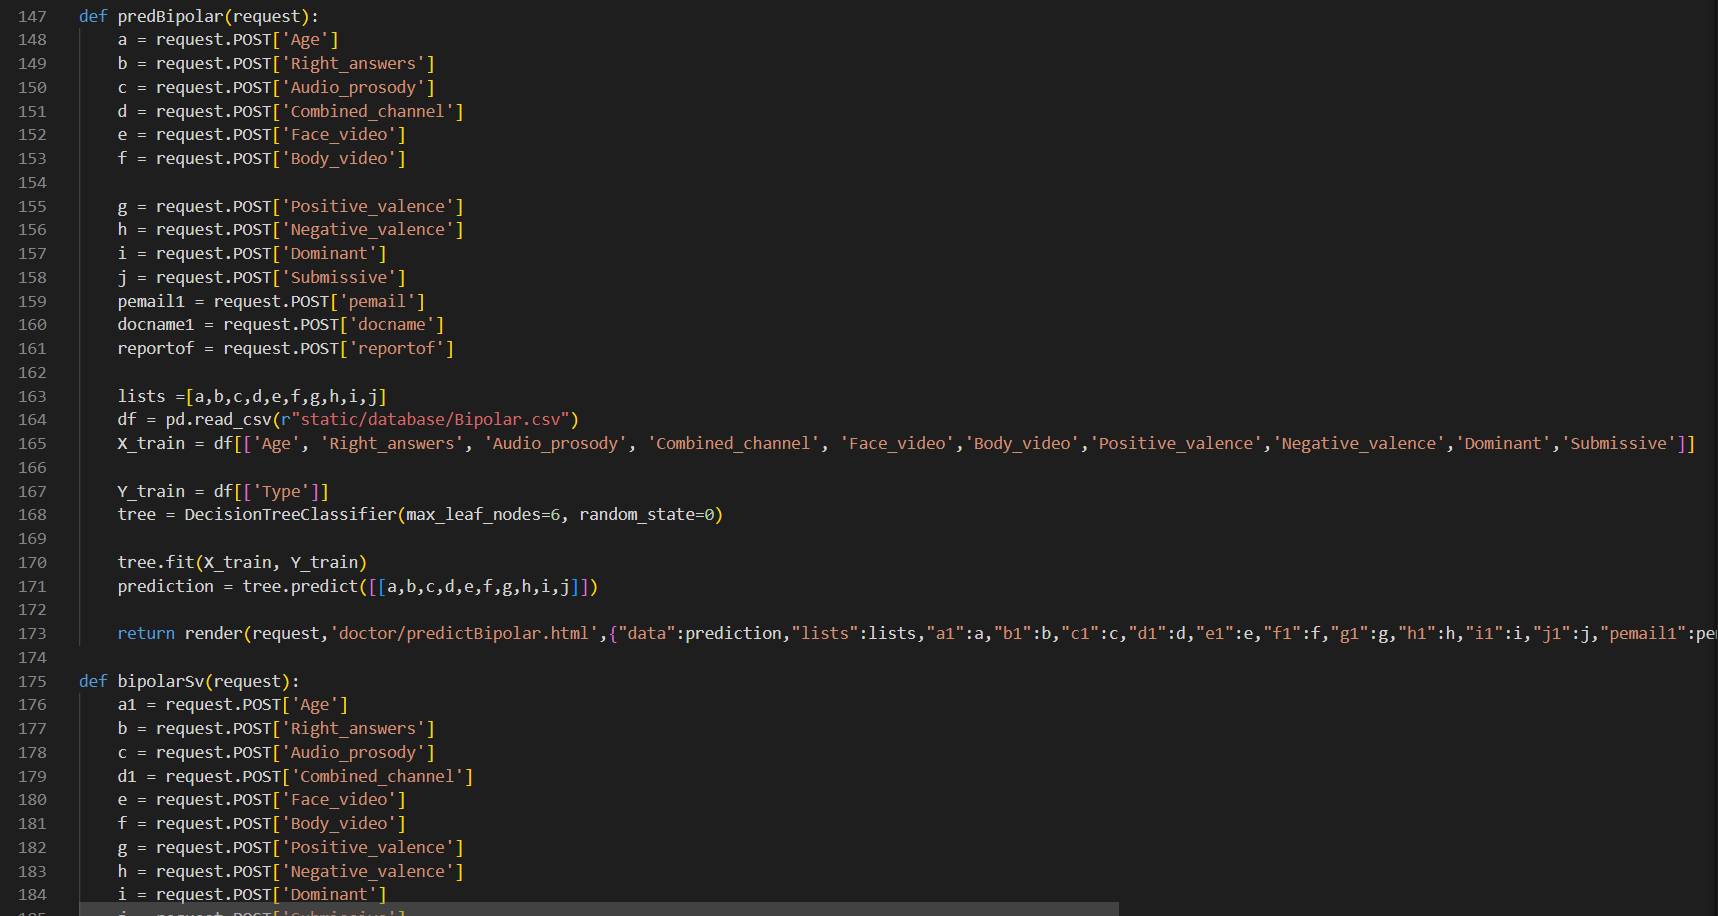 147 def predBipolar(request):
148 a = request.POST['Age']
149 b = request.POST['Right_answers']
150 c = request.POST['Audio_prosody']
151 d = request.POST['Combined_channel']
152 e = request.POST['Face_video']
153 f = request.POST['Body_video']
154
155 g = request.POST['Positive_valence']
156 h = request.POST['Negative_valence']
157 i = request.POST['Dominant']
158 j = request.POST['Submissive']
159 pemail1 = request.POST['pemail']
160 docname1 = request.POST['docname']
161 reportof = request.POST['reportof']
162
163 lists =[a,b,c,d,e,f,g,h,i,j]
164 df = pd.read_csv(r"static/database/Bipolar.csv")
165 X_train = df[['Age', 'Right_answers', 'Audio_prosody', 'Combined_channel', 'Face_video','Body_video','Positive_valence','Negative_valence','Dominant','Submissive']]
166
167 Y_train = df[['Type']]
168 tree = DecisionTreeClassifier(max_leaf_nodes=6, random_state=0)
169
170 tree.fit(X_train, Y_train)
171 prediction = tree.predict([[a,b,c,d,e,f,g,h,i,j]])
172
173 return render(request,'doctor/predictBipolar.html',{"data":prediction,"lists":lists,"a1":a,"b1":b,"c1":c,"d1":d,"e1":e,"f1":f,"g1":g,"h1":h,"i1":i,"j1":j,"pemail1":pe
174
175 def bipolarSv(request):
176 a1 = request.POST['Age']
177 b = request.POST['Right_answers']
178 c = request.POST['Audio_prosody']
179 d1 = request.POST['Combined_channel']
180 e = request.POST['Face_video']
181 f = request.POST['Body_video']
182 g = request.POST['Positive_valence']
183 h = request.POST['Negative_valence']
184 i = request.POST['Dominant']